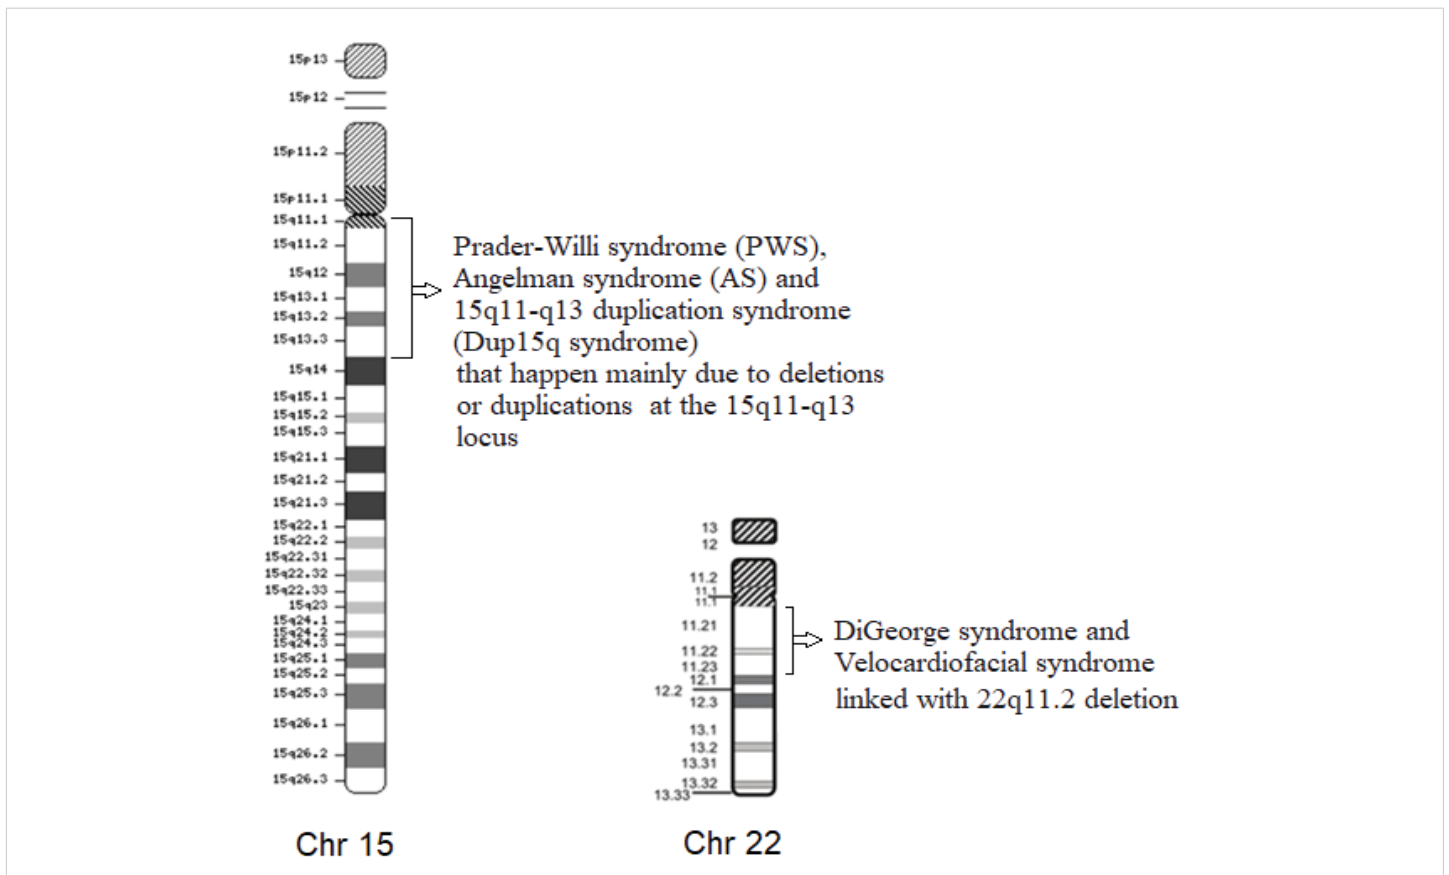 15p13
15p12
15p11.2
15p11.1
15q11.1
15q11.2
15q12
15q13.1
15q13.2
15q13.3
15q14
15q15.1
15q15.2
15q15.3
15q21.1
15q21.2
15q21.3
15q22.1
15q22.2
15q22.31
15q22.32
15q22.33
15q23
15q24.1
15q24.2
15q24.3
15q25.1
15q25.2
15q25.3
15q26.1
15q26.2
15q26.3
Chr 15
Prader-Willi syndrome (PWS),
Angelman syndrome (AS) and
15q11-q13 duplication syndrome
(Dup15q syndrome)
that happen mainly due to deletions
or duplications at the 15q11-q13
locus
13
12
11.2
11.1
11.1
11.21
11.22
11.23
12.1
12.2
12.3
13.1
13.2
13.31
13.32
13.33
Chr 22
DiGeorge syndrome and
Velocardiofacial syndrome
linked with 22q11.2 deletion